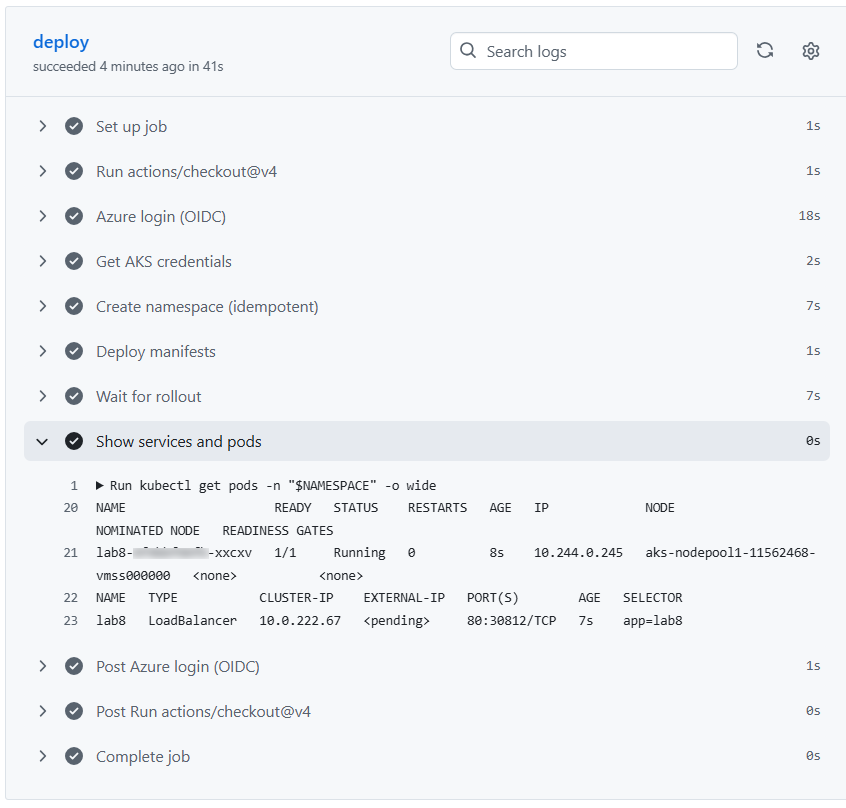 deploy
succeeded 4 minutes ago in 41s
Search logs
Set up job 1s
Run actions/checkout@v4 1s
Azure login (OIDC) 18s
Get AKS credentials 2s
Create namespace (idempotent) 7s
Deploy manifests 1s
Wait for rollout 7s
Show services and pods 0s
1 ▶ Run kubectl get pods -n "$NAMESPACE" -o wide
20 NAME READY STATUS RESTARTS AGE IP NODE
NOMINATED NODE READINESS GATES
21 lab8- -xxcxv 1/1 Running 0 8s 10.244.0.245 aks-nodepool1-11562468-
vmss000000 <none> <none>
22 NAME TYPE CLUSTER-IP EXTERNAL-IP PORT(S) AGE SELECTOR
23 lab8 LoadBalancer 10.0.222.67 <pending> 80:30812/TCP 7s app=lab8
Post Azure login (OIDC) 1s
Post Run actions/checkout@v4 0s
Complete job 0s